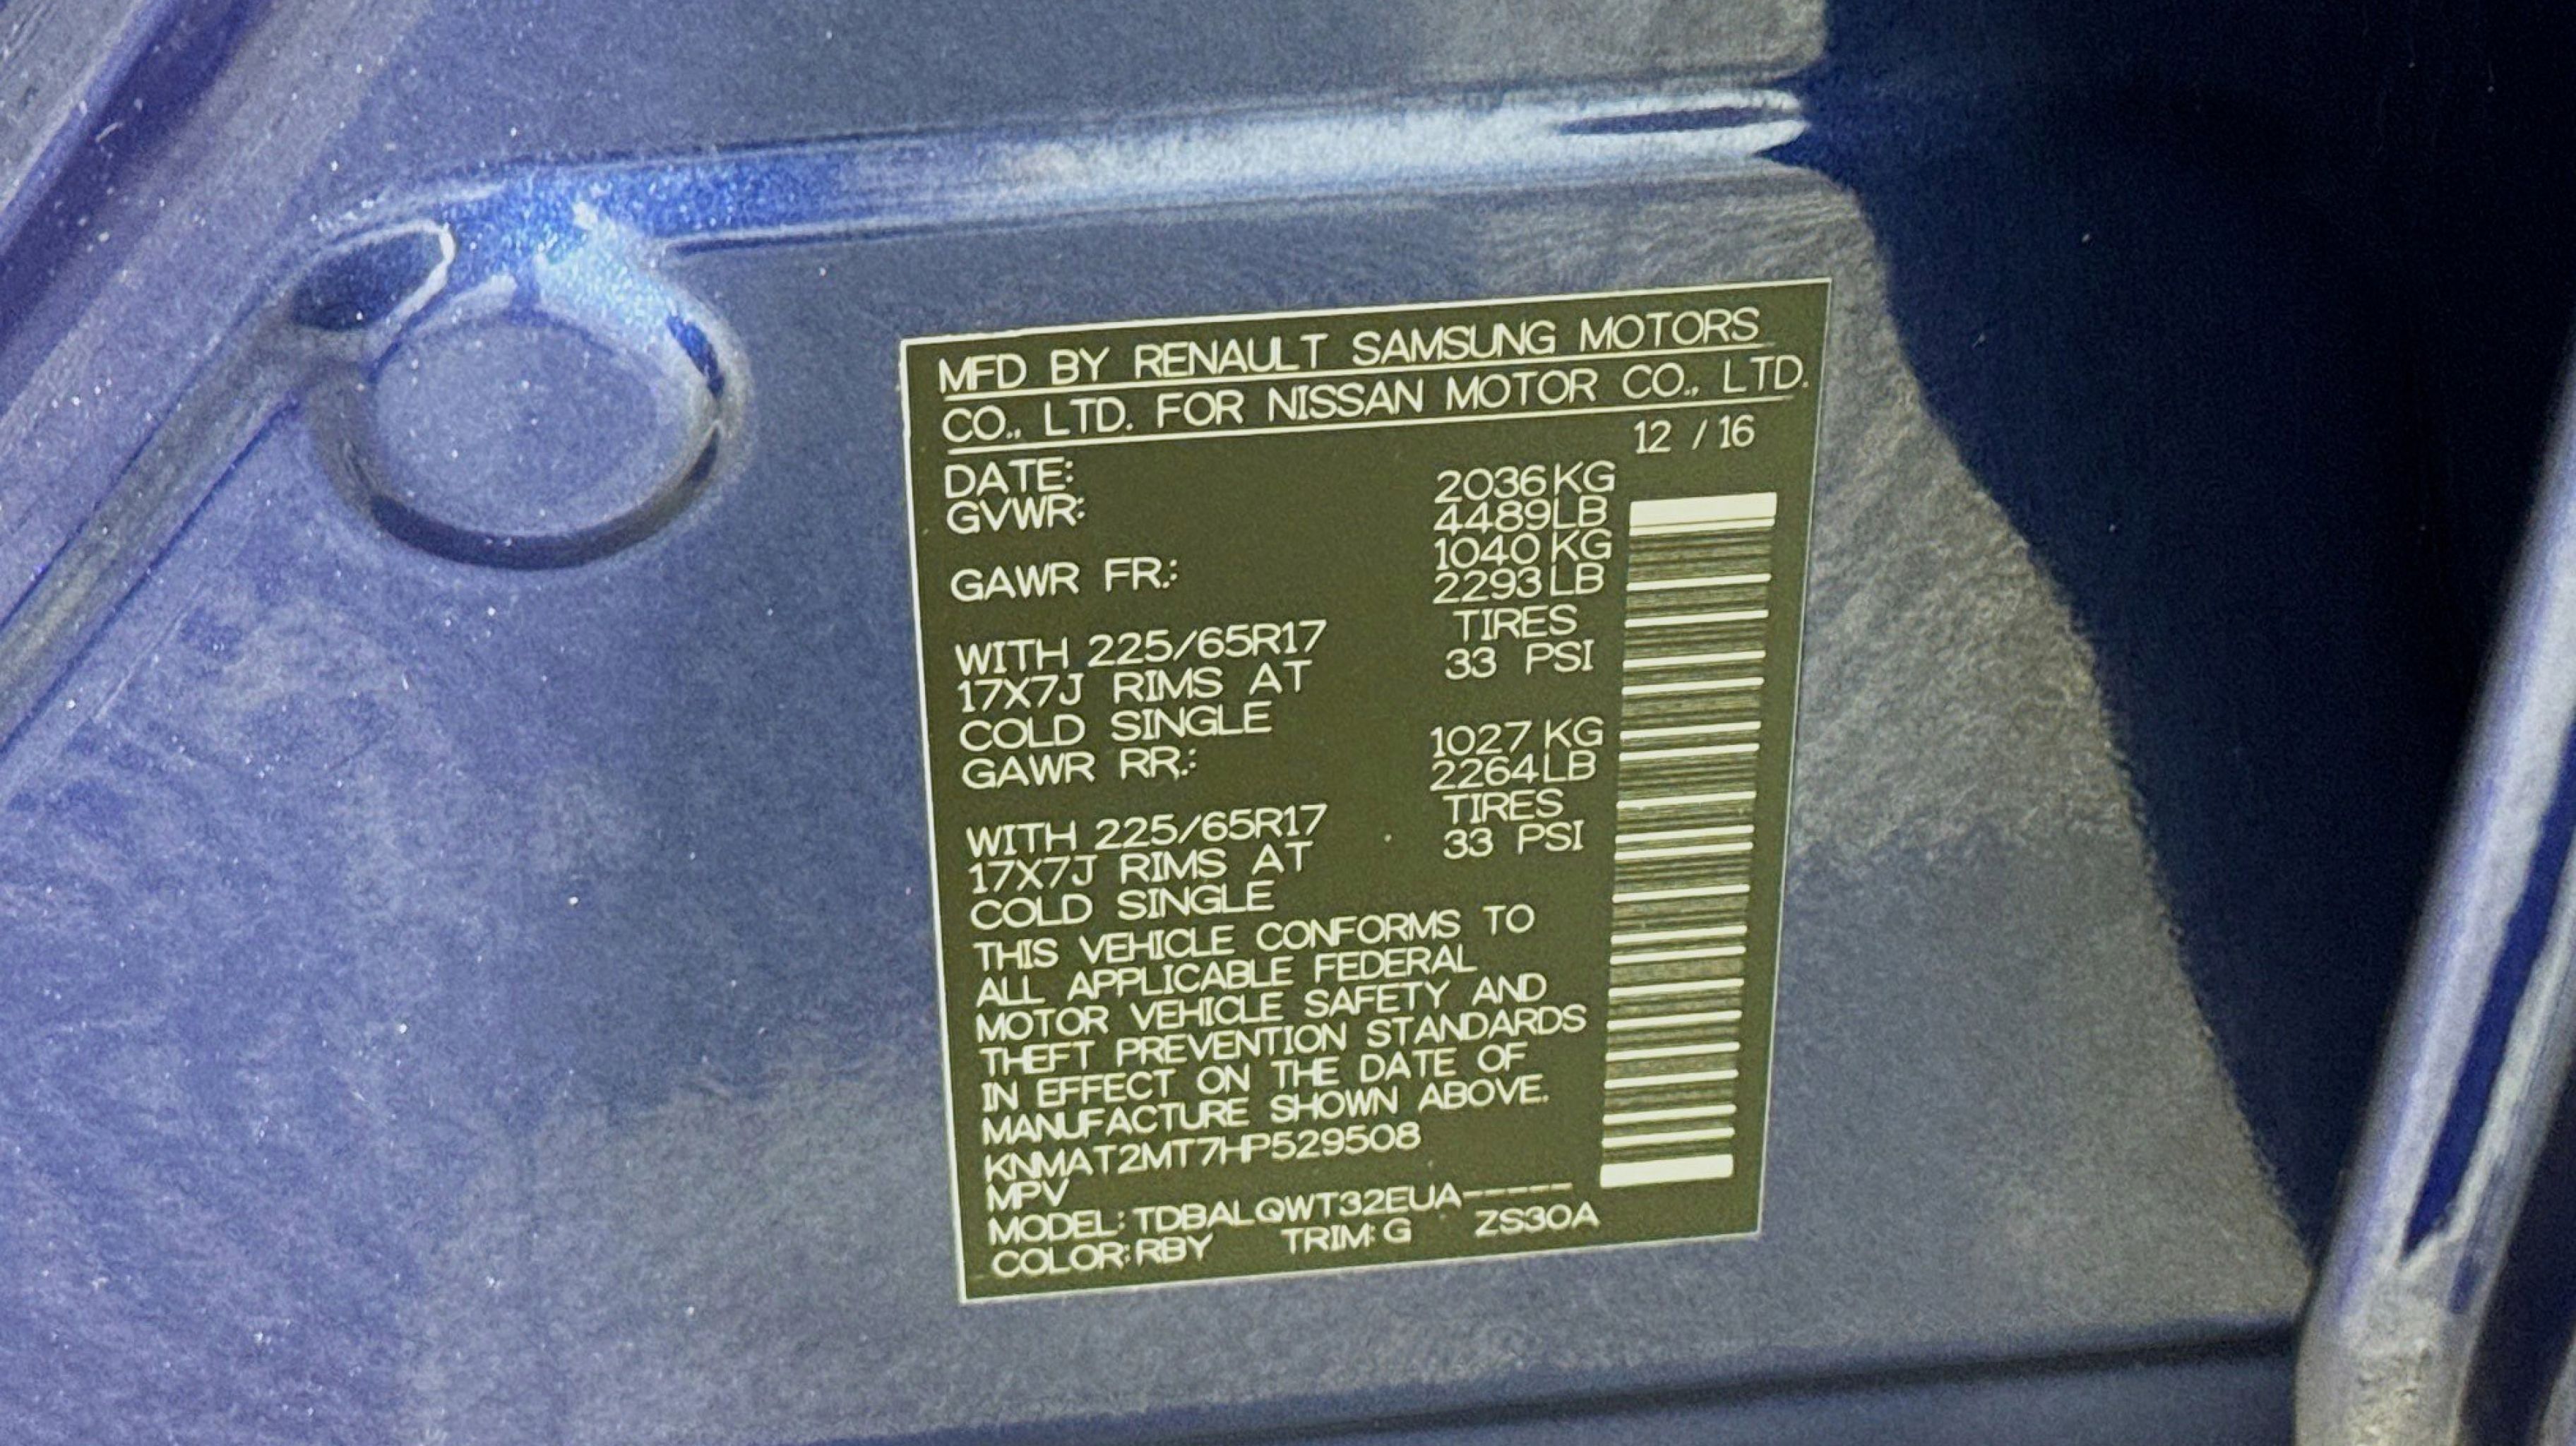 MFD BY RENAULT SAMSUNG MOTORS
CO., LTD. FOR NISSAN MOTOR CO., LTD.
DATE: 12 / 16
GVWR: 2036KG
4489LB
GAWR FR.: 1040 KG
2293LB
WITH 225/65R17 TIRES
17X7J RIMS AT 33 PSI
COLD SINGLE
GAWR RR.: 1027 KG
2264LB
WITH 225/65R17 TIRES
17X7J RIMS AT 33 PSI
COLD SINGLE
THIS VEHICLE CONFORMS TO
ALL APPLICABLE FEDERAL
MOTOR VEHICLE SAFETY AND
THEFT PREVENTION STANDARDS
IN EFFECT ON THE DATE OF
MANUFACTURE SHOWN ABOVE.
KNMAT2MT7HP529508
MPV
MODEL: TDBALQWT32EUA-----
COLOR:RBY TRIM: G ZS30A